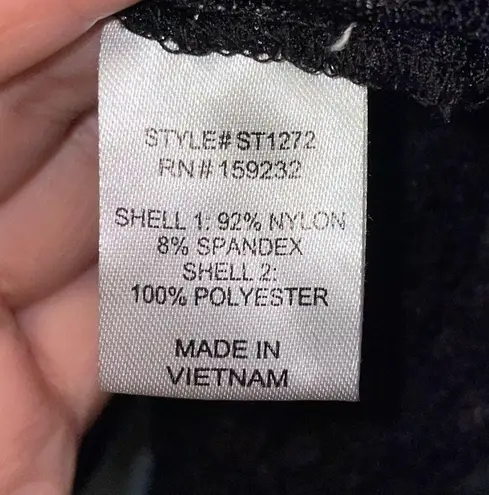 STYLE# ST1272
RN# 159232
SHELL 1: 92% NYLON
8% SPANDEX
SHELL 2:
100% POLYESTER
MADE IN
VIETNAM